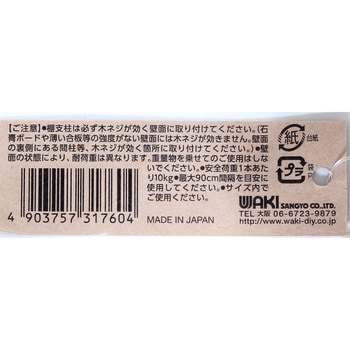 【ご注意】●棚支柱は必ず木ネジが効く壁面に取り付けてください。(石
膏ボードや薄い合板等の強度がない壁面には木ネジが効きません。壁面
の裏側にある間柱等、木ネジが効く箇所に取り付けてください。)●壁
面の状態により、耐荷重は異なります。重量物を乗せてのご使用はしな
いでください。●安全荷重1本あた
り10kg●最大90cm間隔を目安に
使用してください。●サイズ内で
ご使用ください。
4 903757 317604
MADE IN JAPAN
紙
台紙
プラ
袋
WAKI SANGYO CO.,LTD.
TEL 大阪 06-6723-9879
http://www.waki-diy.co.jp